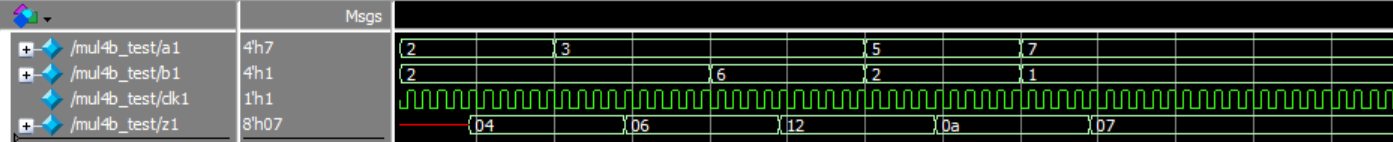 Msgs
/mul4b_test/a1 4'h7 2 3 5 7
/mul4b_test/b1 4'h1 2 6 2 1
/mul4b_test/clk1 1'h1
/mul4b_test/z1 8'h07 04 06 12 0a 07